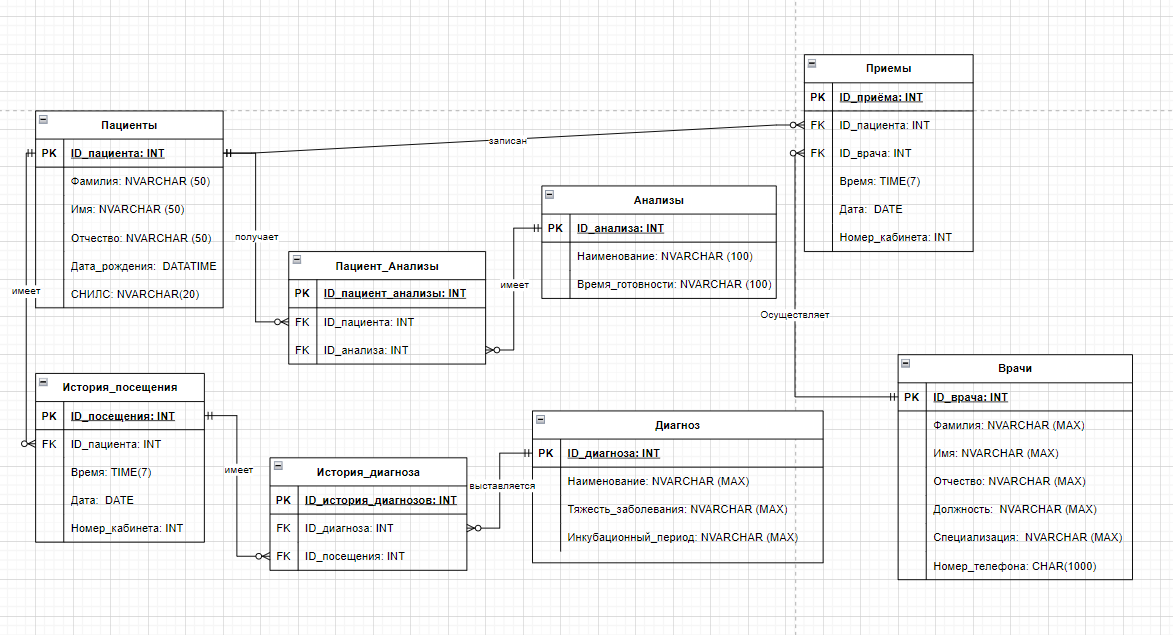 Пациенты
PK ID_пациента: INT
Фамилия: NVARCHAR (50)
Имя: NVARCHAR (50)
Отчество: NVARCHAR (50)
Дата_рождения: DATATIME
СНИЛС: NVARCHAR(20)
записан
получает
имеет
Приемы
PK ID_приёма: INT
FK ID_пациента: INT
FK ID_врача: INT
Время: TIME(7)
Дата: DATE
Номер_кабинета: INT
Анализы
PK ID_анализа: INT
Наименование: NVARCHAR (100)
Время_готовности: NVARCHAR (100)
Пациент_Анализы
PK ID_пациент_анализы: INT
FK ID_пациента: INT
FK ID_анализа: INT
имеет
Осуществляет
История_посещения
PK ID_посещения: INT
FK ID_пациента: INT
Время: TIME(7)
Дата: DATE
Номер_кабинета: INT
имеет
История_диагноза
PK ID_история_диагнозов: INT
FK ID_диагноза: INT
FK ID_посещения: INT
выставляется
Диагноз
PK ID_диагноза: INT
Наименование: NVARCHAR (MAX)
Тяжесть_заболевания: NVARCHAR (MAX)
Инкубационный_период: NVARCHAR (MAX)
Врачи
PK ID_врача: INT
Фамилия: NVARCHAR (MAX)
Имя: NVARCHAR (MAX)
Отчество: NVARCHAR (MAX)
Должность: NVARCHAR (MAX)
Специализация: NVARCHAR (MAX)
Номер_телефона: CHAR(1000)